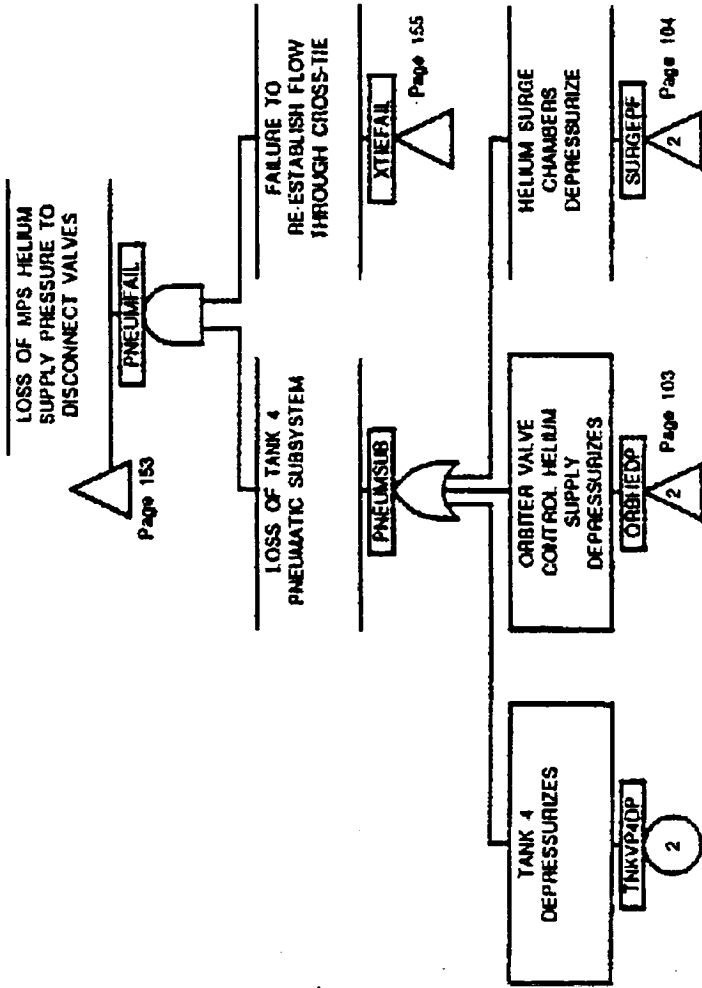 LOSS OF MPS HELIUM
SUPPLY PRESSURE TO
DISCONNECT VALVES
PNEUMFAIL
Page 153
LOSS OF TANK 4
PNEUMATIC SUBSYSTEM
PNEUMSUB
FAILURE TO
RE-ESTABLISH FLOW
THROUGH CROSS-TIE
XTIEFAIL
Page 155
TANK 4
DEPRESSURIZES
TNKVP4DP
2
ORBITER VALVE
CONTROL HELIUM
SUPPLY
DEPRESSURIZES
ORBHEDP
2
Page 103
HELIUM SURGE
CHAMBERS
DEPRESSURIZE
SURGEPF
2
Page 104